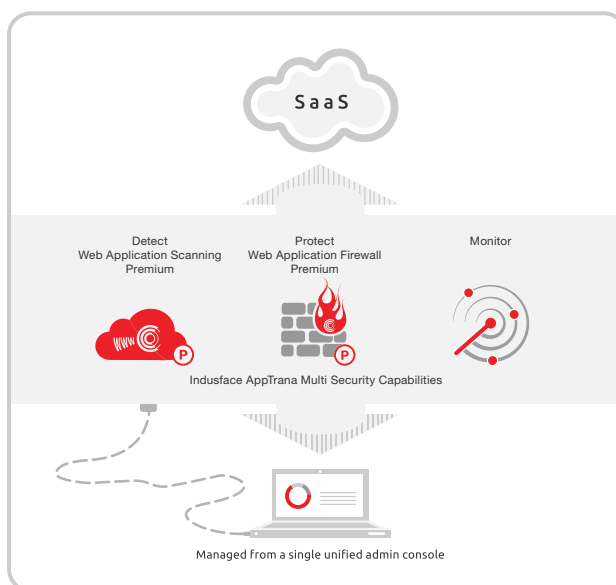 SaaS
Detect
Web Application Scanning
Premium
Protect
Web Application Firewall
Premium
Monitor
WWW
P
P
Indusface AppTrana Multi Security Capabilities
Managed from a single unified admin console